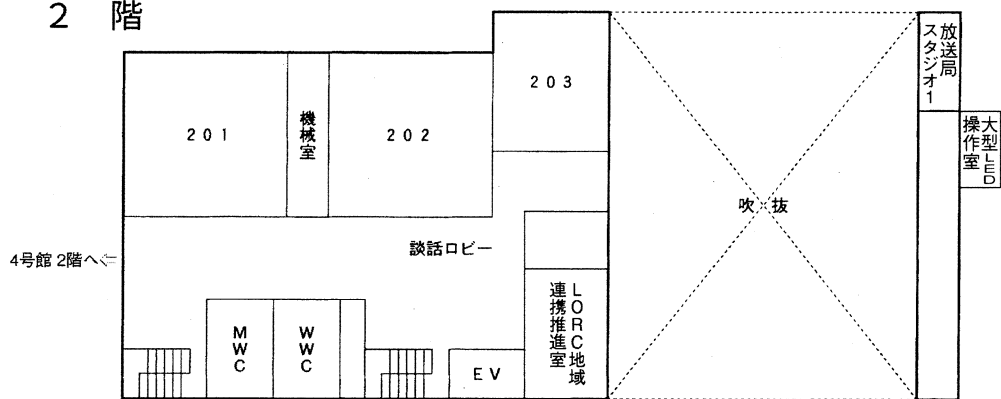 2 階
201
機械室
202
203
吹 抜
放送局
スタジオ1
大型LED
操作室
4号館 2階へ⇦
談話ロビー
MWC
WWC
EV
LORC地域
連携推進室